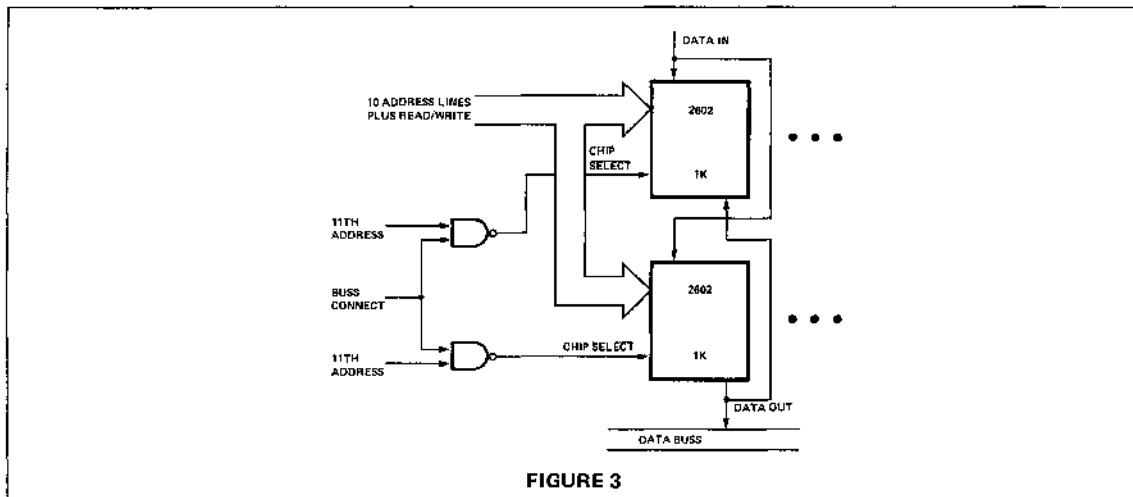 DATA IN
10 ADDRESS LINES
PLUS READ/WRITE
2602
CHIP
SELECT
1K
11TH
ADDRESS
BUSS
CONNECT
2602
11TH
ADDRESS
CHIP SELECT
1K
DATA OUT
DATA BUSS
FIGURE 3